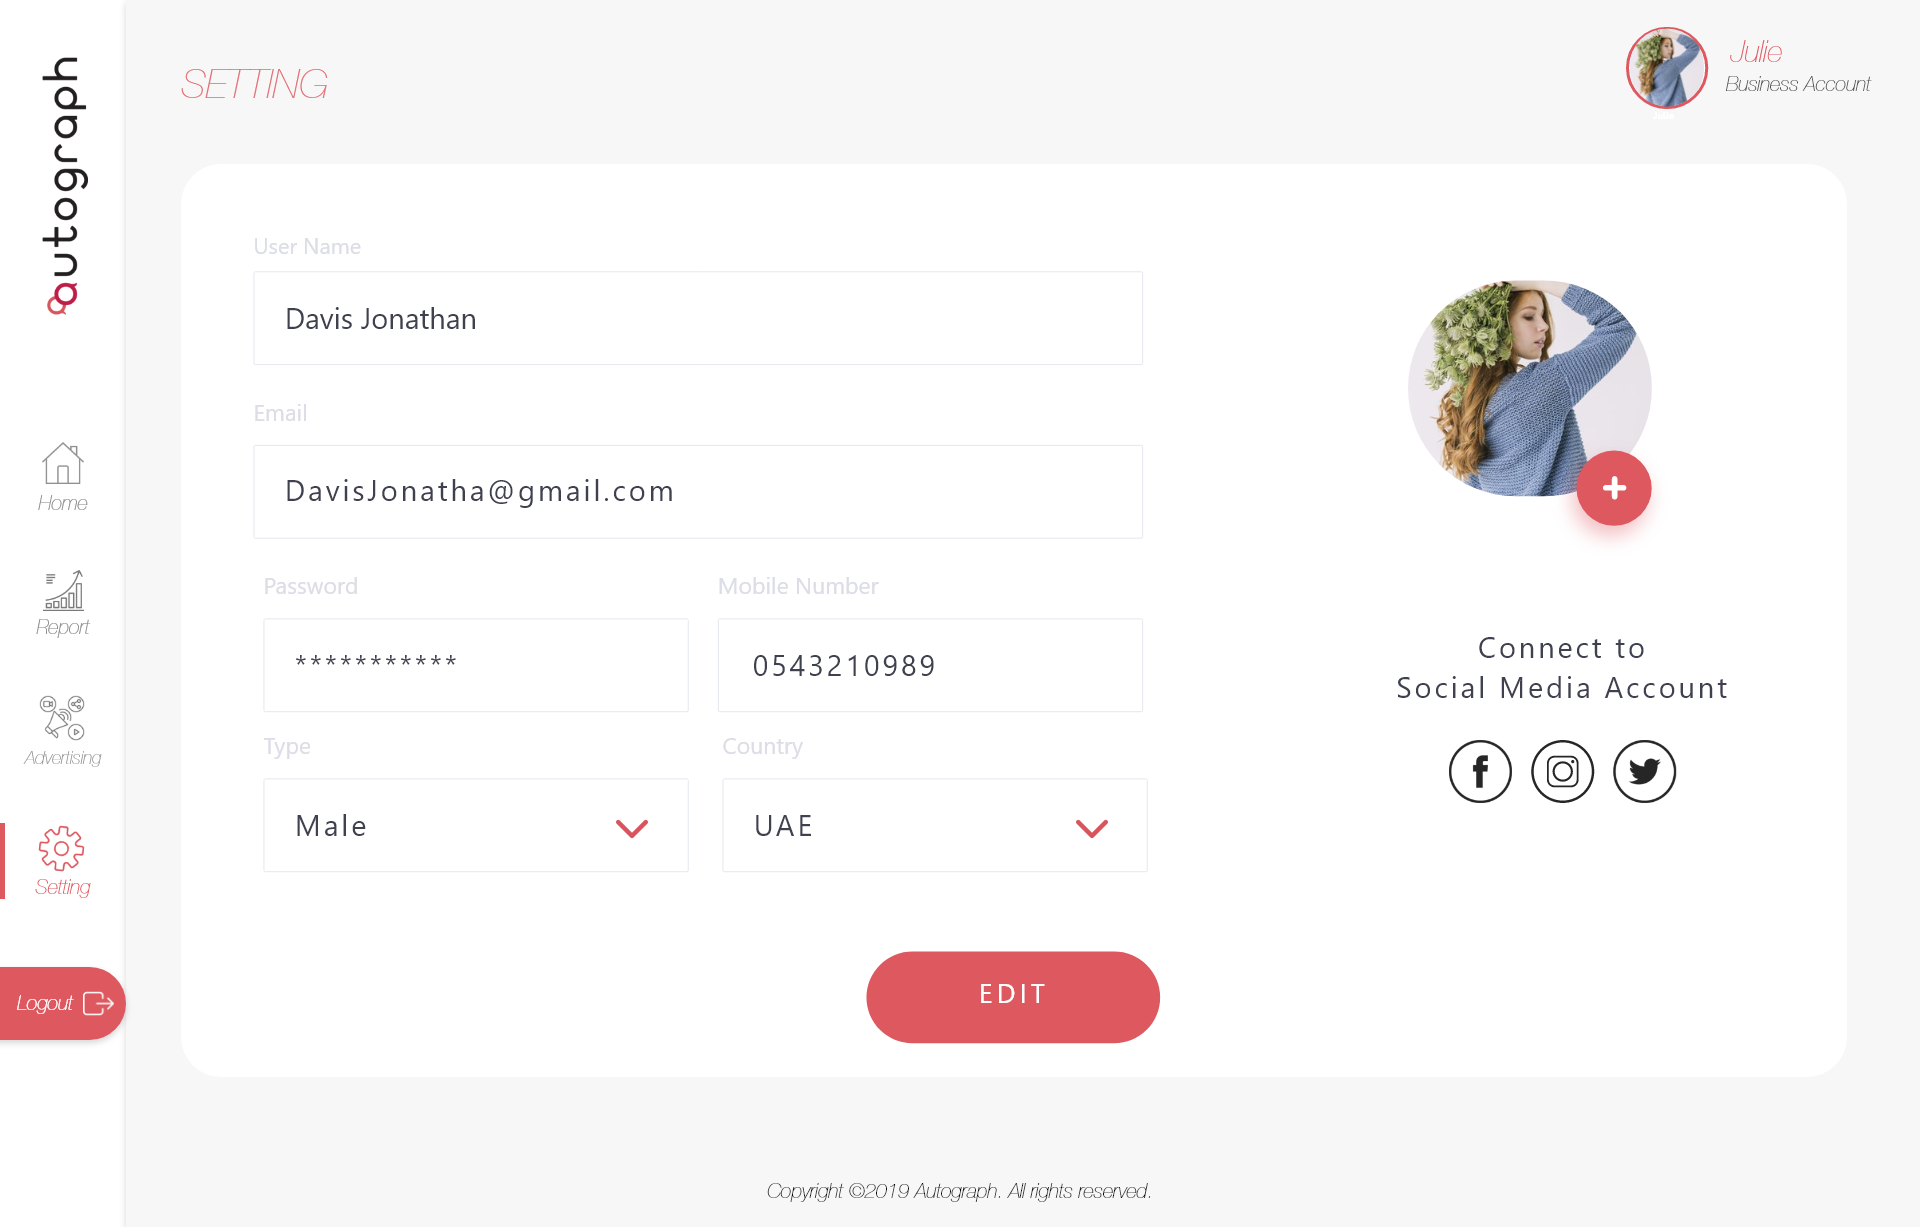 autograph
SETTING
Julie
Business Account
User Name
Davis Jonathan
Email
DavisJonatha@gmail.com
Password
Mobile Number
***********
0543210989
Type
Country
Male
UAE
EDIT
Connect to
Social Media Account
Home
Report
Advertising
Setting
Logout
Copyright ©2019 Autograph. All rights reserved.